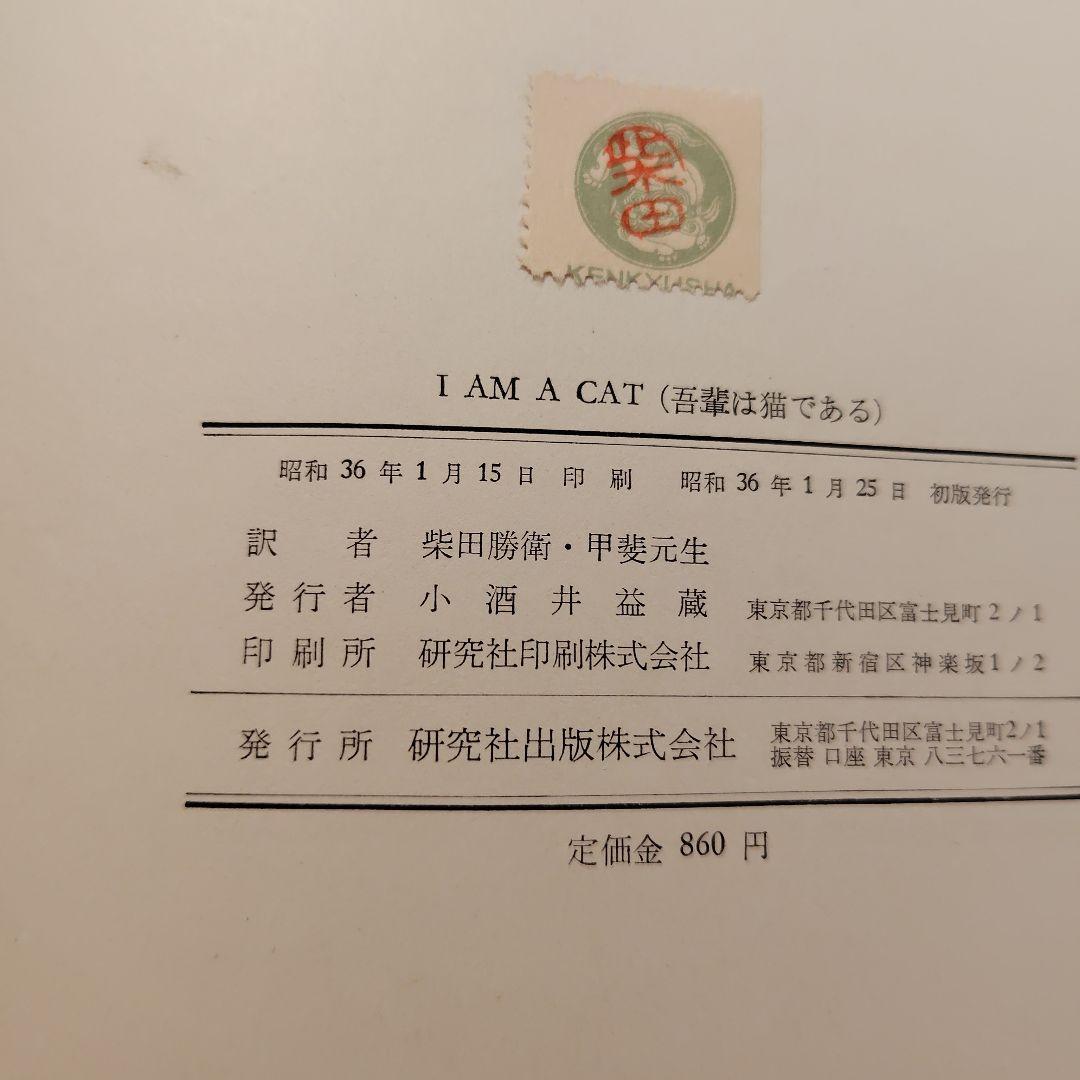 柴田
KENKYUSHA
I AM A CAT (吾輩は猫である)
昭和 36 年 1 月 15 日 印 刷 昭和 36 年 1 月 25 日 初版発行
訳 者 柴田勝衛・甲斐元生
発 行 者 小 酒 井 益 蔵 東京都千代田区富士見町 2 ノ 1
印 刷 所 研究社印刷株式会社 東京都新宿区神楽坂1ノ2
発 行 所 研究社出版株式会社 東京都千代田区富士見町2ノ1
振替 口座 東京 八三七六一番
定価金 860 円